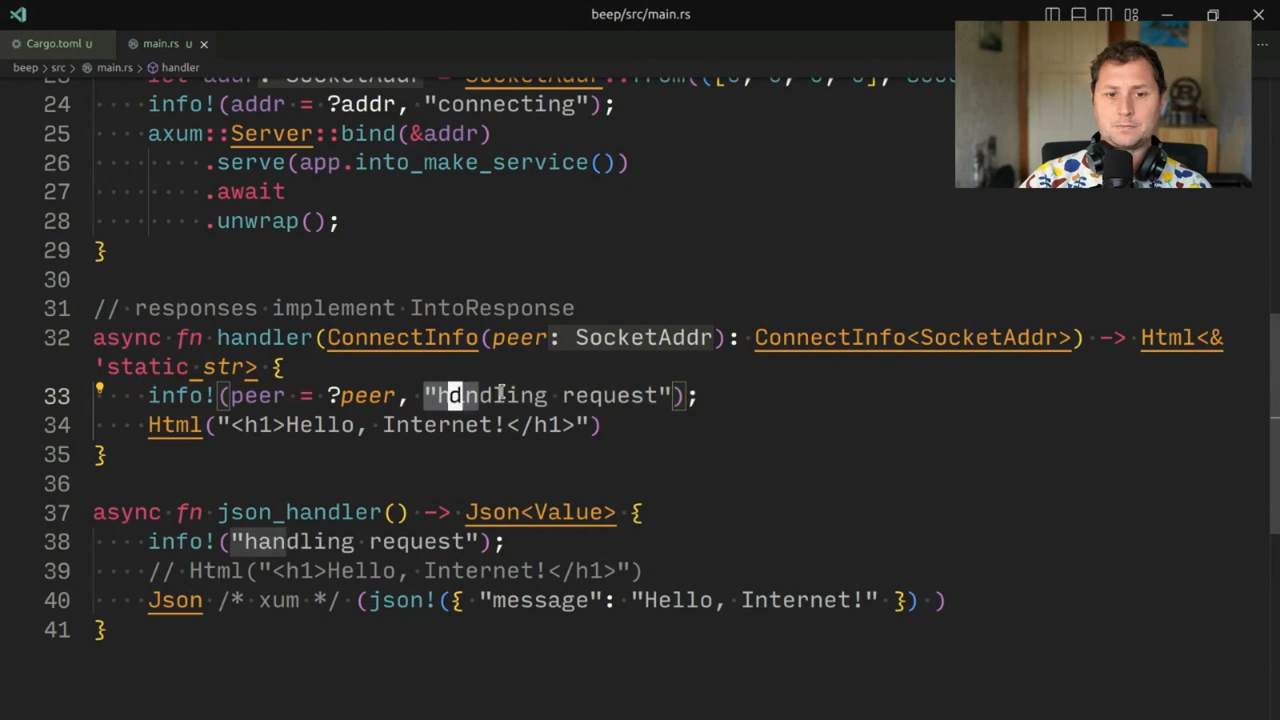 beep/src/main.rs
Cargo.toml U
main.rs U
beep > src > main.rs > handler
24 info!(addr = ?addr, "connecting");
25 axum::Server::bind(&addr)
26 .serve(app.into_make_service())
27 .await
28 .unwrap();
29 }
30
31 // responses implement IntoResponse
32 async fn handler(ConnectInfo(peer: SocketAddr): ConnectInfo<SocketAddr>) -> Html<&
'static str> {
33 info!(peer = ?peer, "handling request");
34 Html("<h1>Hello, Internet!</h1>")
35 }
36
37 async fn json_handler() -> Json<Value> {
38 info!("handling request");
39 // Html("<h1>Hello, Internet!</h1>")
40 Json /* xum */ (json!({ "message": "Hello, Internet!" }) )
41 }